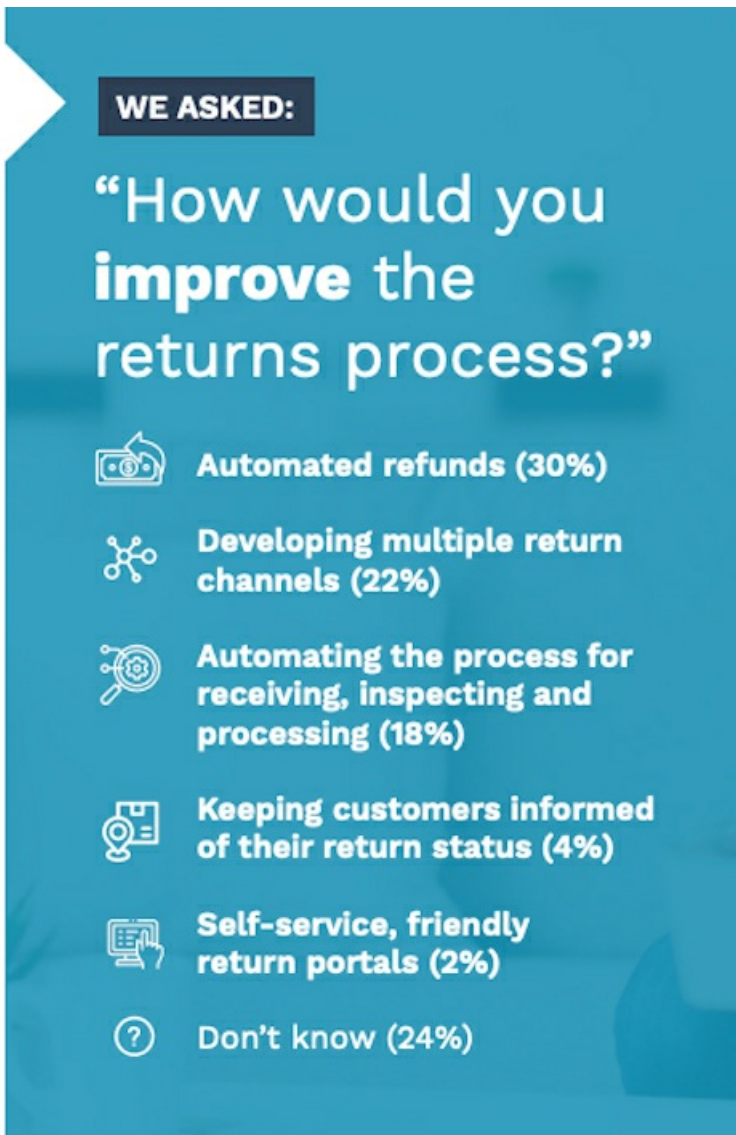 WE ASKED:
“How would you
improve the
returns process?”
Automated refunds (30%)
Developing multiple return
channels (22%)
Automating the process for
receiving, inspecting and
processing (18%)
Keeping customers informed
of their return status (4%)
Self-service, friendly
return portals (2%)
Don’t know (24%)